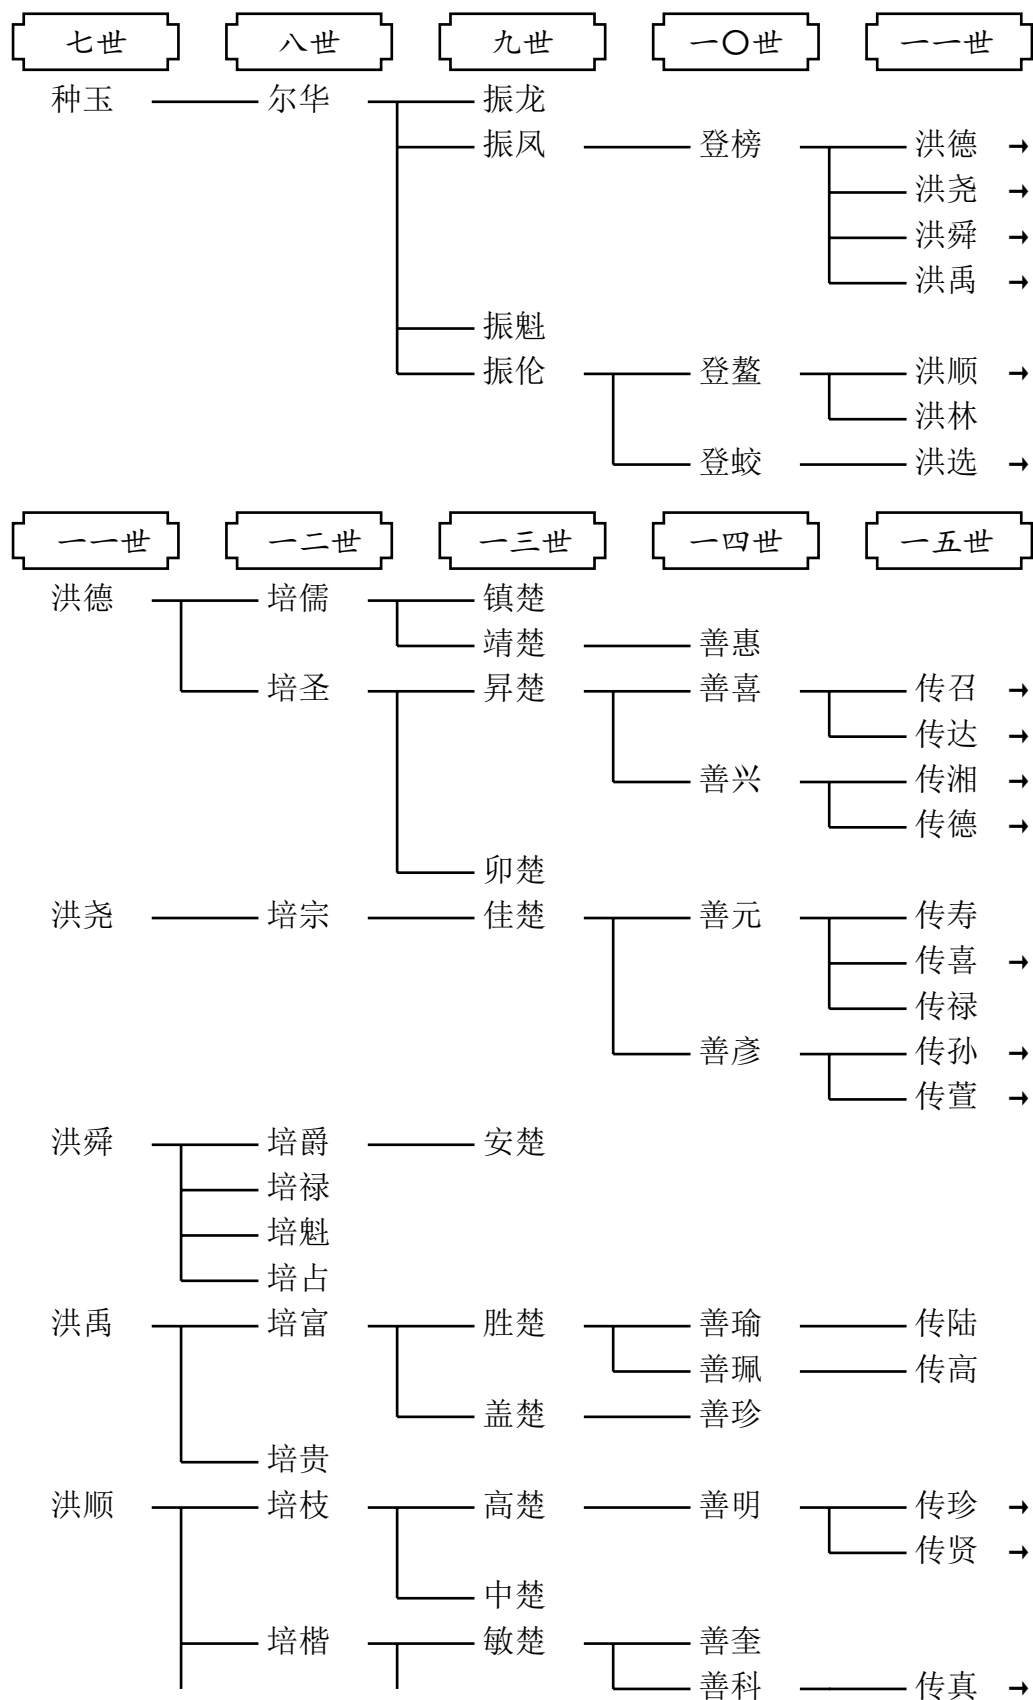 七世 八世 九世 一〇世 一一世
种玉 尔华 振龙
振凤 登榜 洪德 →
洪尧 →
洪舜 →
洪禹 →
振魁
振伦 登鳌 洪顺 →
洪林
登蛟 洪选 →
一一世 一二世 一三世 一四世 一五世
洪德 培儒 镇楚
靖楚 善惠
培圣 昇楚 善喜 传召 →
传达 →
善兴 传湘 →
传德 →
卯楚
洪尧 培宗 佳楚 善元 传寿
传喜 →
传禄
善彦 传孙 →
传萱 →
洪舜 培爵 安楚
培禄
培魁
培占
洪禹 培富 胜楚 善瑜 传陆
善珮 传高
盖楚 善珍
培贵
洪顺 培枝 高楚 善明 传珍 →
传贤 →
中楚
培楷 敏楚 善奎
善科 传真 →